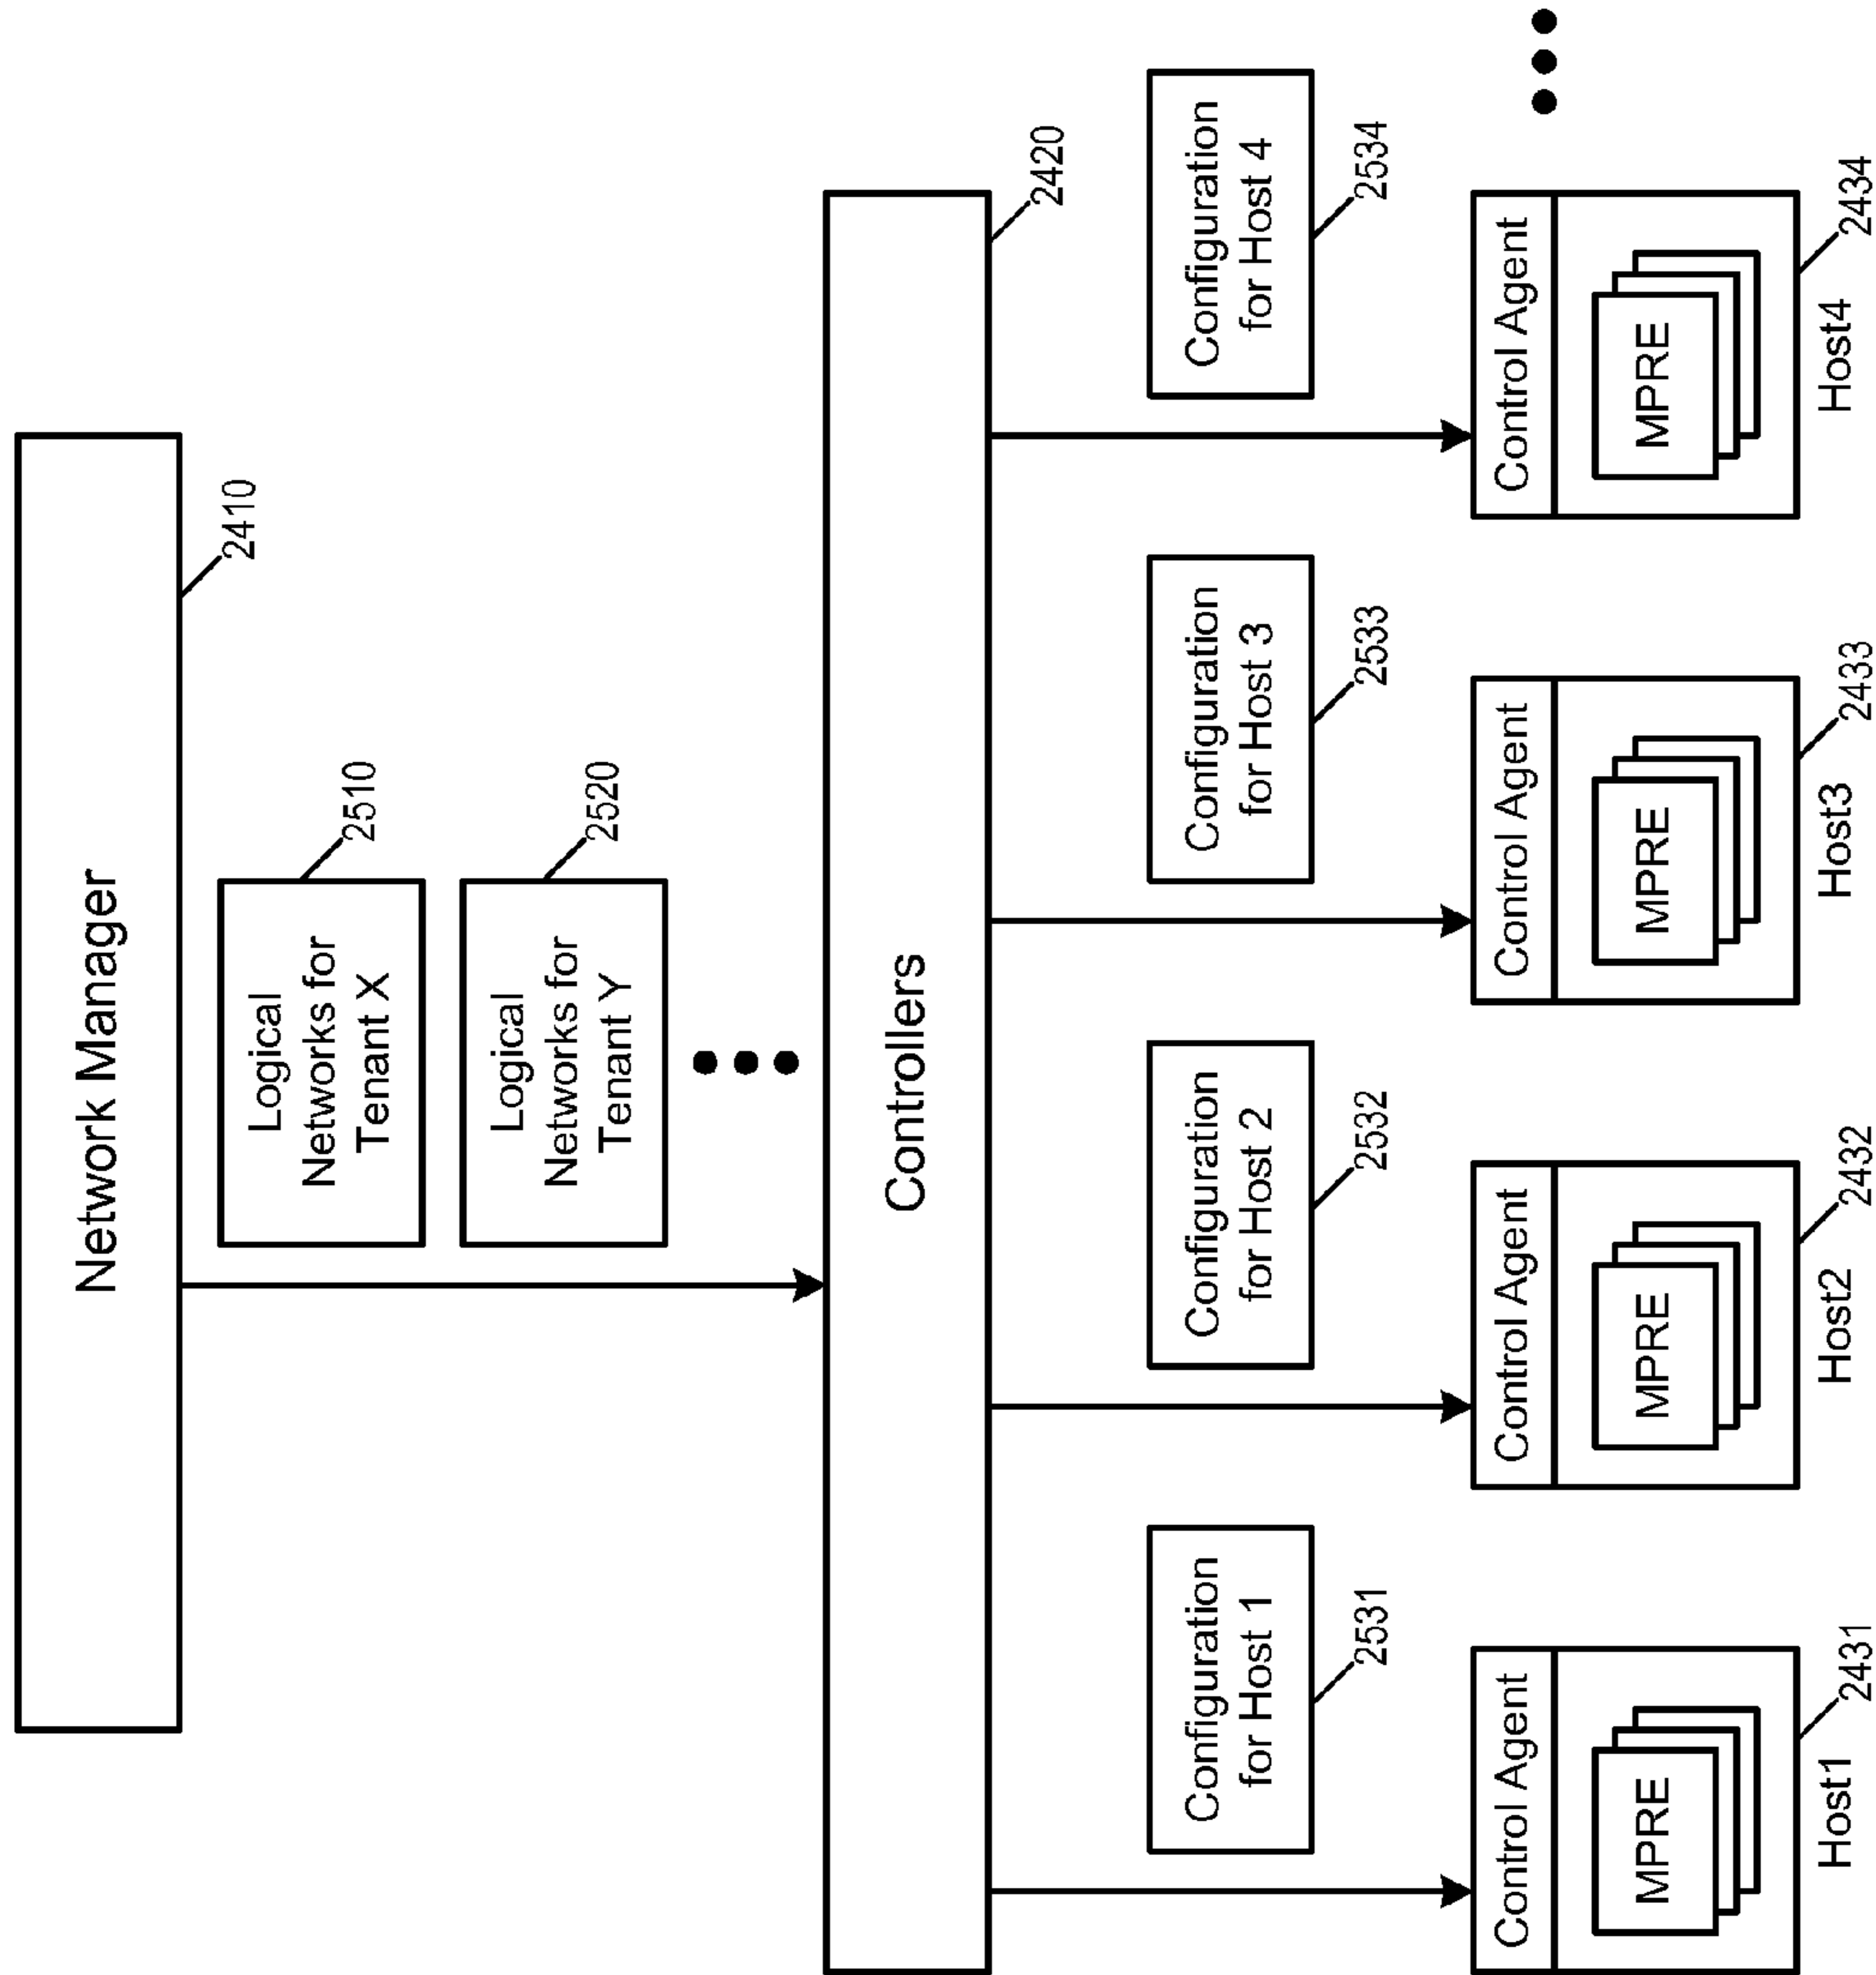 Network Manager
2410
Logical
Networks for
Tenant X
2510
Logical
Networks for
Tenant Y
2520
Controllers
2420
Configuration
for Host 1
2531
Configuration
for Host 2
2532
Configuration
for Host 3
2533
Configuration
for Host 4
2534
Control Agent
MPRE
2431
Host1
Control Agent
MPRE
2432
Host2
Control Agent
MPRE
2433
Host3
Control Agent
MPRE
2434
Host4